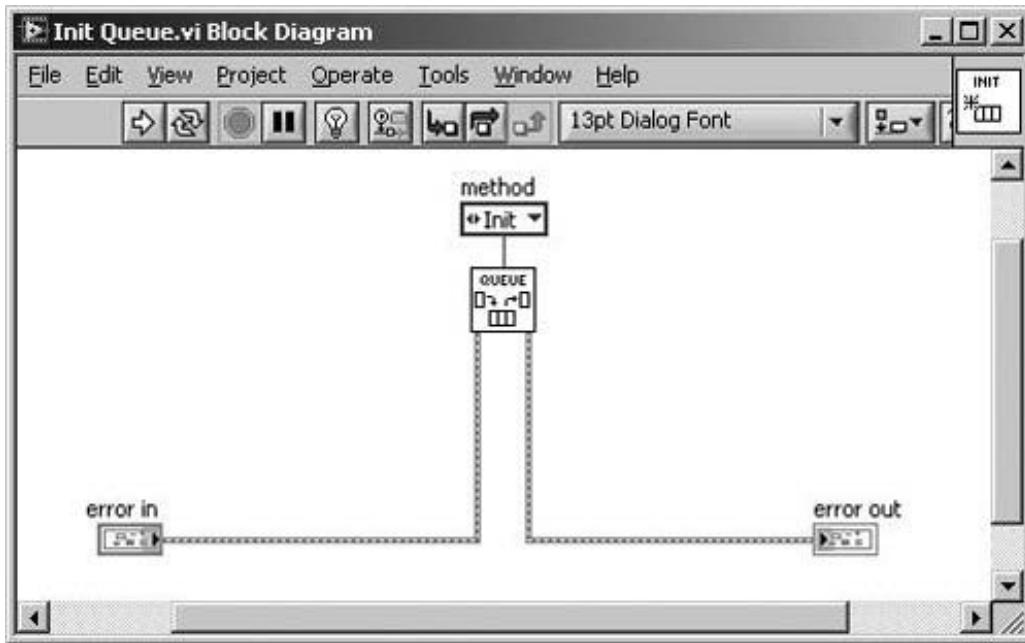 Init Queue.vi Block Diagram
File Edit View Project Operate Tools Window Help
INIT
13pt Dialog Font
method
Init
QUEUE
error in
error out